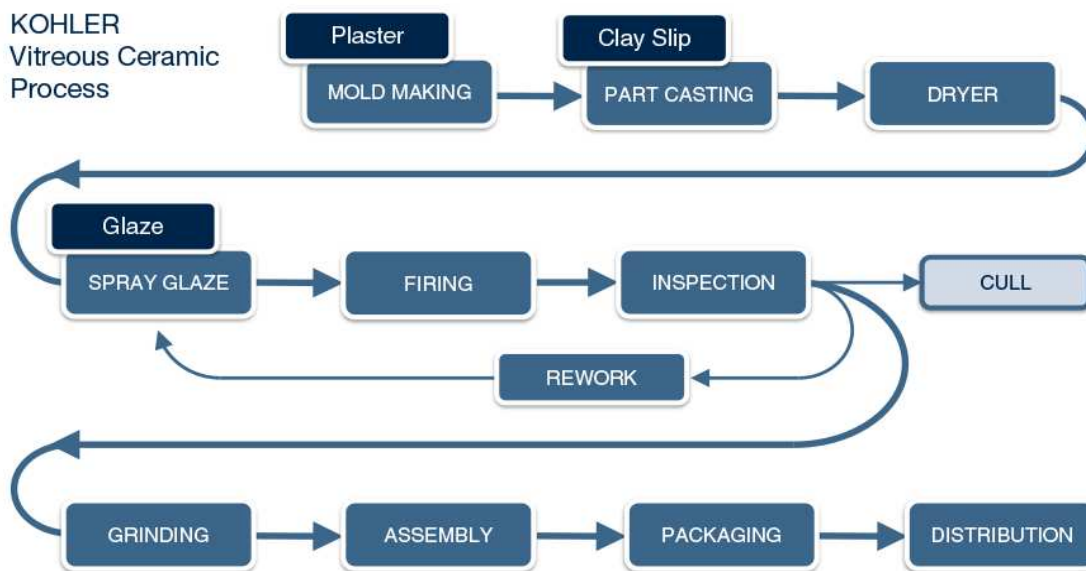 KOHLER
Vitreous Ceramic
Process
Plaster
MOLD MAKING
Clay Slip
PART CASTING
DRYER
Glaze
SPRAY GLAZE
FIRING
INSPECTION
CULL
REWORK
GRINDING
ASSEMBLY
PACKAGING
DISTRIBUTION